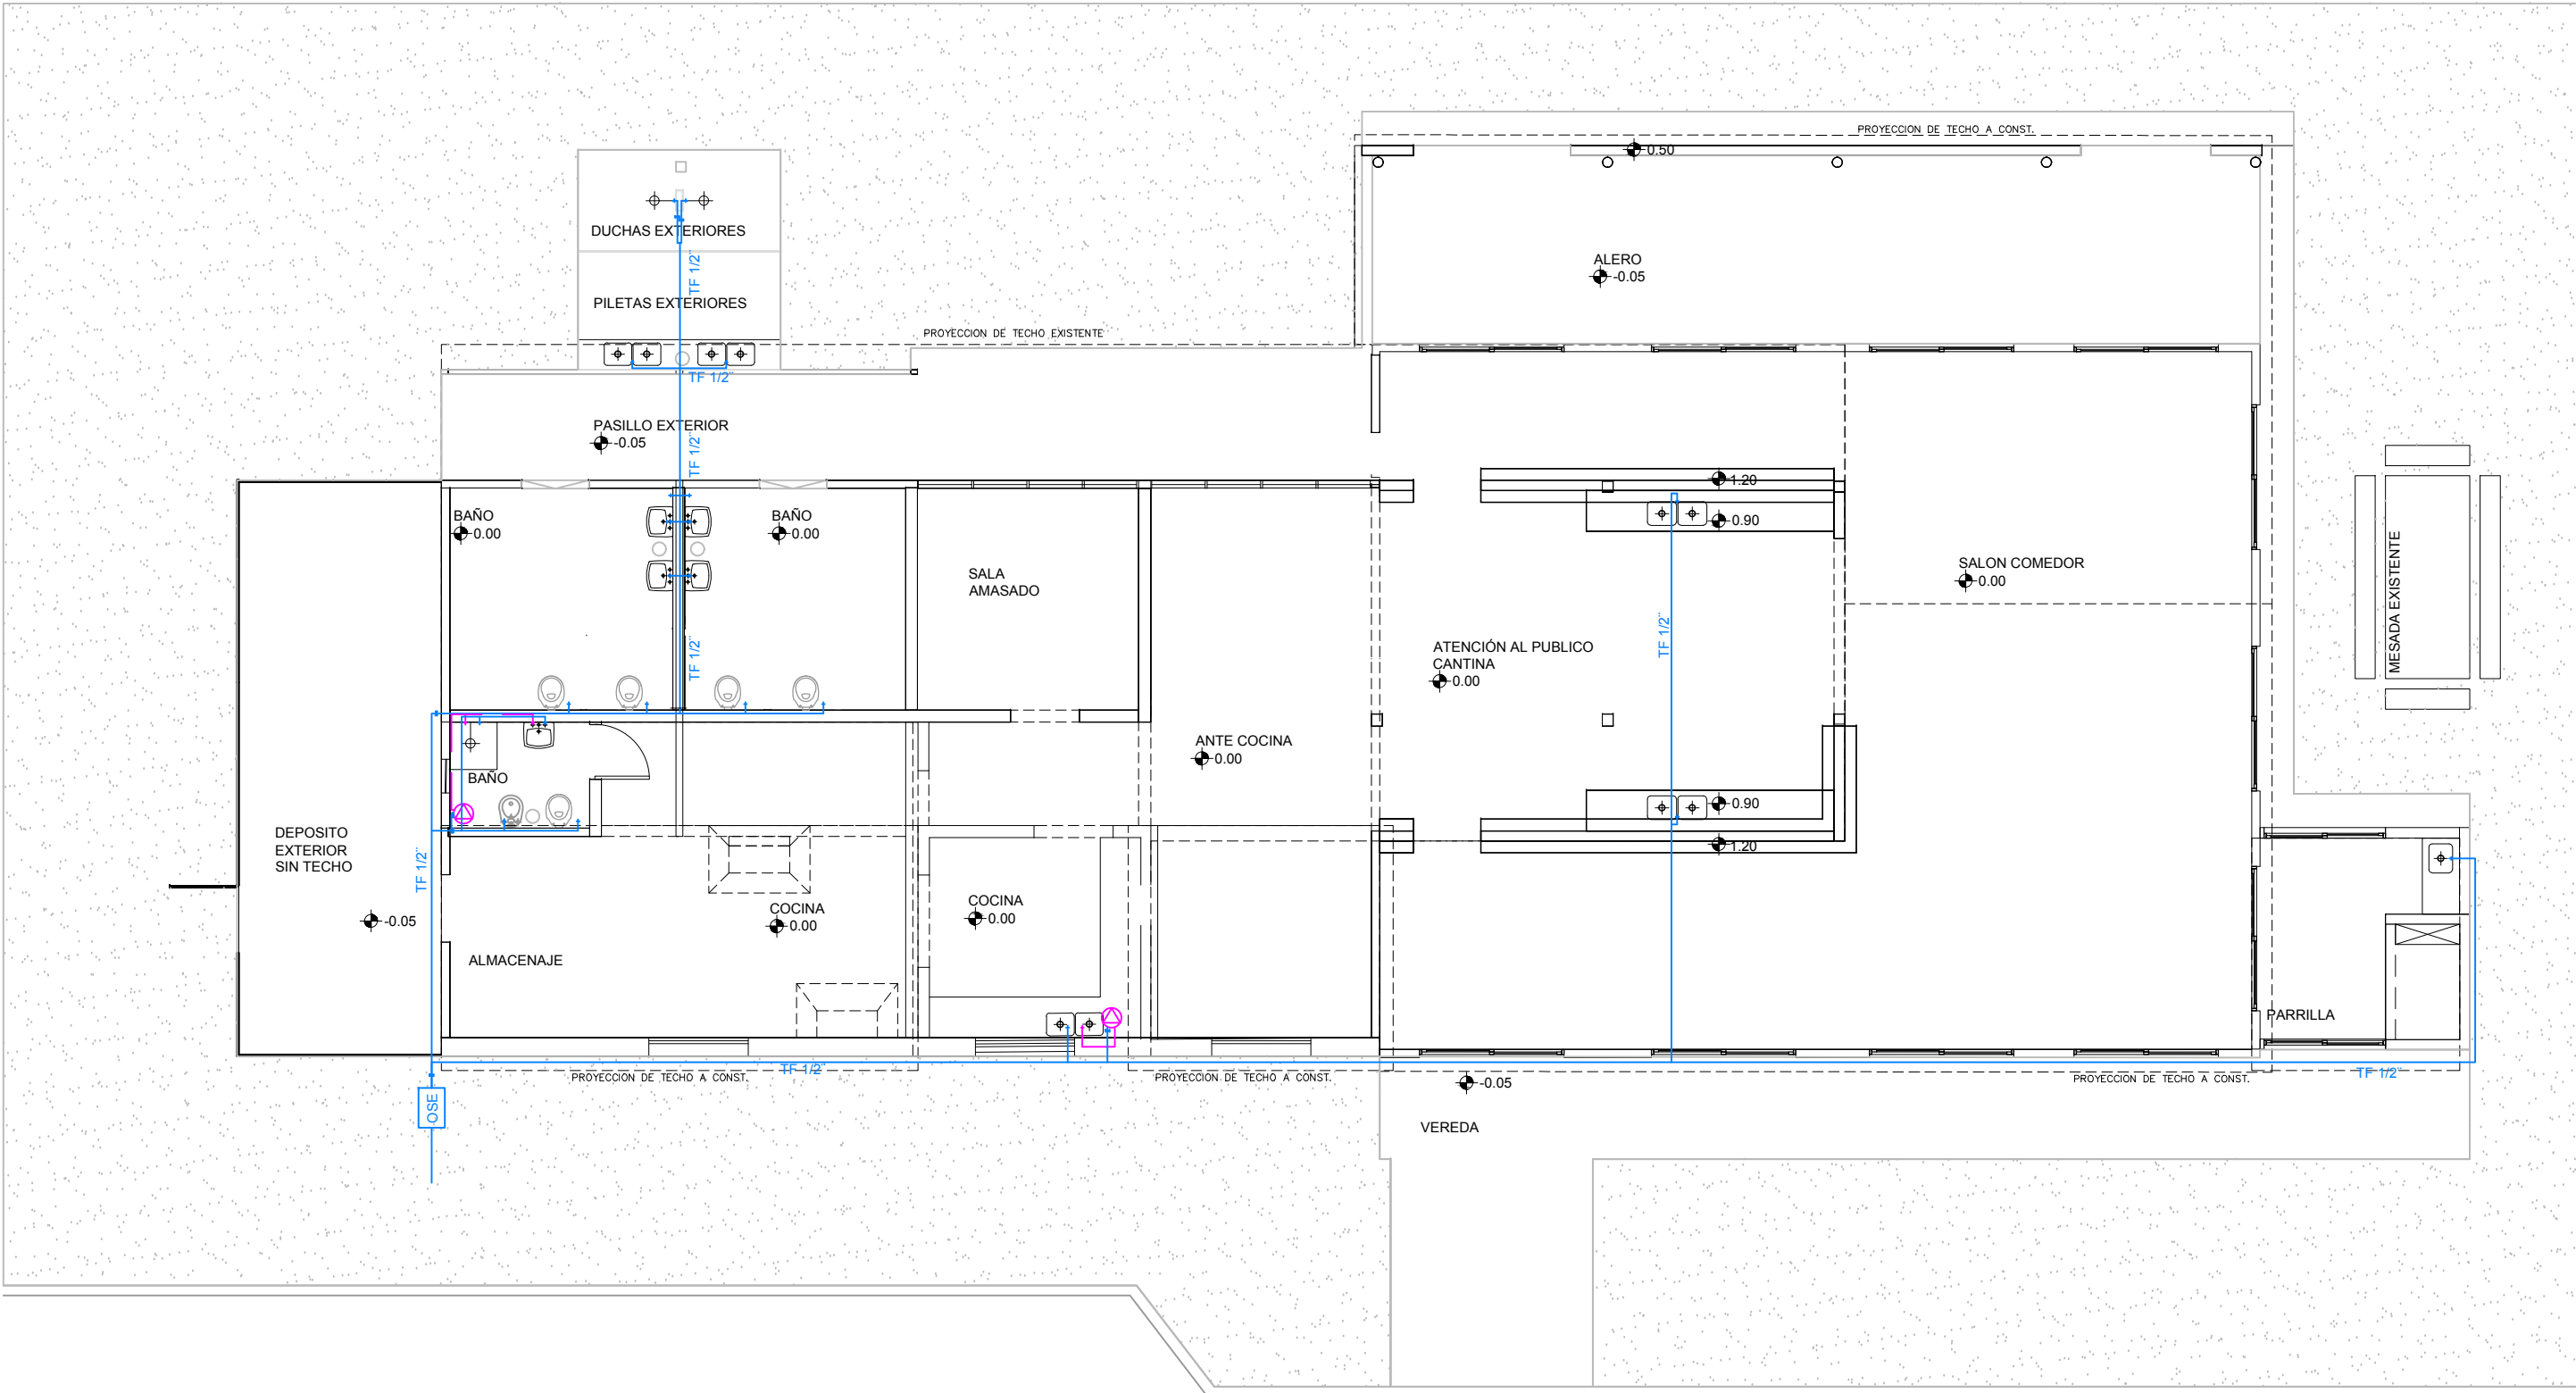 PROYECCION DE TECHO A CONST.
0.50
DUCHAS EXTERIORES
TF 1/2¨
ALERO
-0.05
PILETAS EXTERIORES
PROYECCION DE TECHO EXISTENTE
TF 1/2¨
PASILLO EXTERIOR
-0.05
TF 1/2¨
1.20
BAÑO
0.00
BAÑO
0.00
0.90
SALA
AMASADO
SALON COMEDOR
0.00
MESADA EXISTENTE
TF 1/2¨
TF 1/2¨
ATENCIÓN AL PUBLICO
CANTINA
0.00
ANTE COCINA
0.00
BAÑO
0.90
DEPOSITO
EXTERIOR
SIN TECHO
1.20
TF 1/2¨
-0.05
COCINA
0.00
COCINA
0.00
ALMACENAJE
PARRILLA
TF 1/2¨
TF 1/2¨
PROYECCION DE TECHO A CONST.
PROYECCION DE TECHO A CONST.
PROYECCION DE TECHO A CONST.
-0.05
OSE
VEREDA